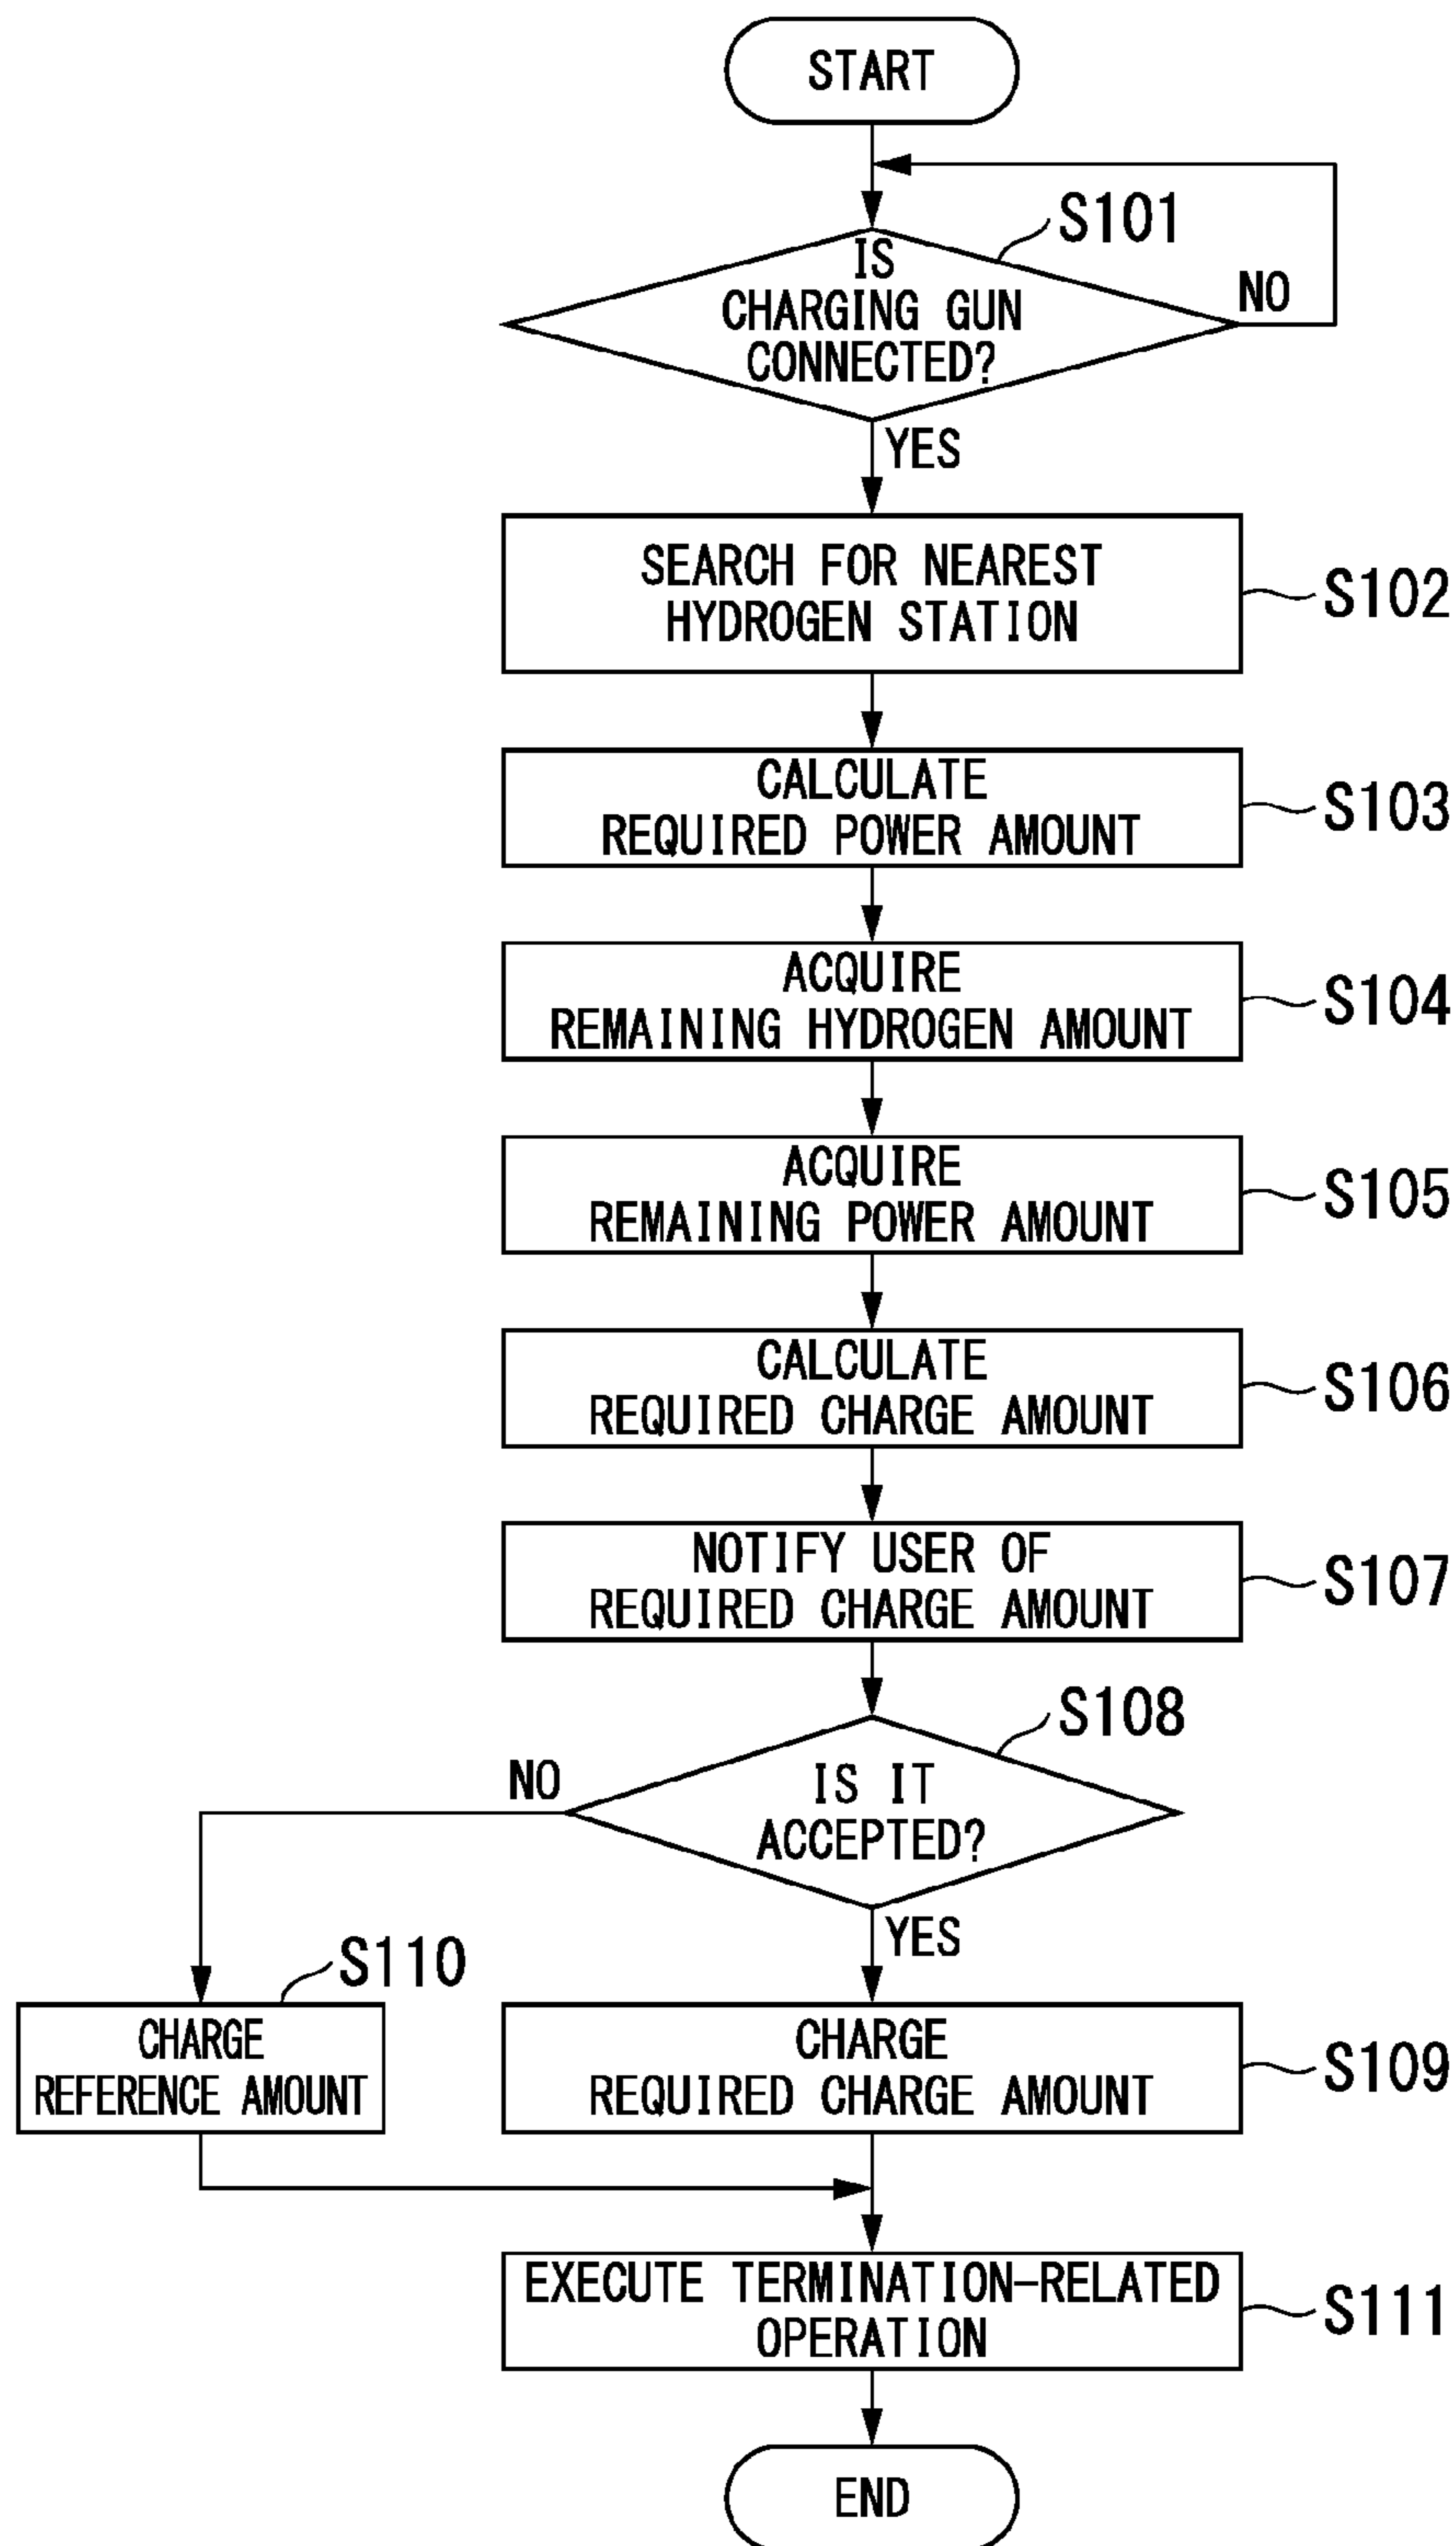 START
S101
IS
CHARGING GUN
CONNECTED?
NO
YES
SEARCH FOR NEAREST
HYDROGEN STATION
S102
CALCULATE
REQUIRED POWER AMOUNT
S103
ACQUIRE
REMAINING HYDROGEN AMOUNT
S104
ACQUIRE
REMAINING POWER AMOUNT
S105
CALCULATE
REQUIRED CHARGE AMOUNT
S106
NOTIFY USER OF
REQUIRED CHARGE AMOUNT
S107
S108
IS IT
ACCEPTED?
NO
YES
S110
CHARGE
REFERENCE AMOUNT
CHARGE
REQUIRED CHARGE AMOUNT
S109
EXECUTE TERMINATION-RELATED
OPERATION
S111
END